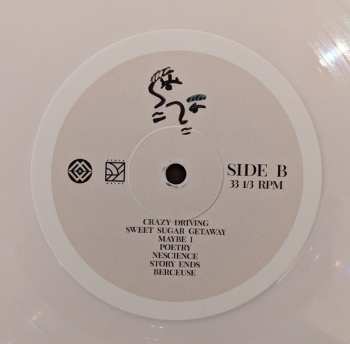 SIDE B
33 1/3 RPM
CRAZY DRIVING
SWEET SUGAR GETAWAY
MAYBE I
POETRY
NESCIENCE
STORY ENDS
BERCEUSE